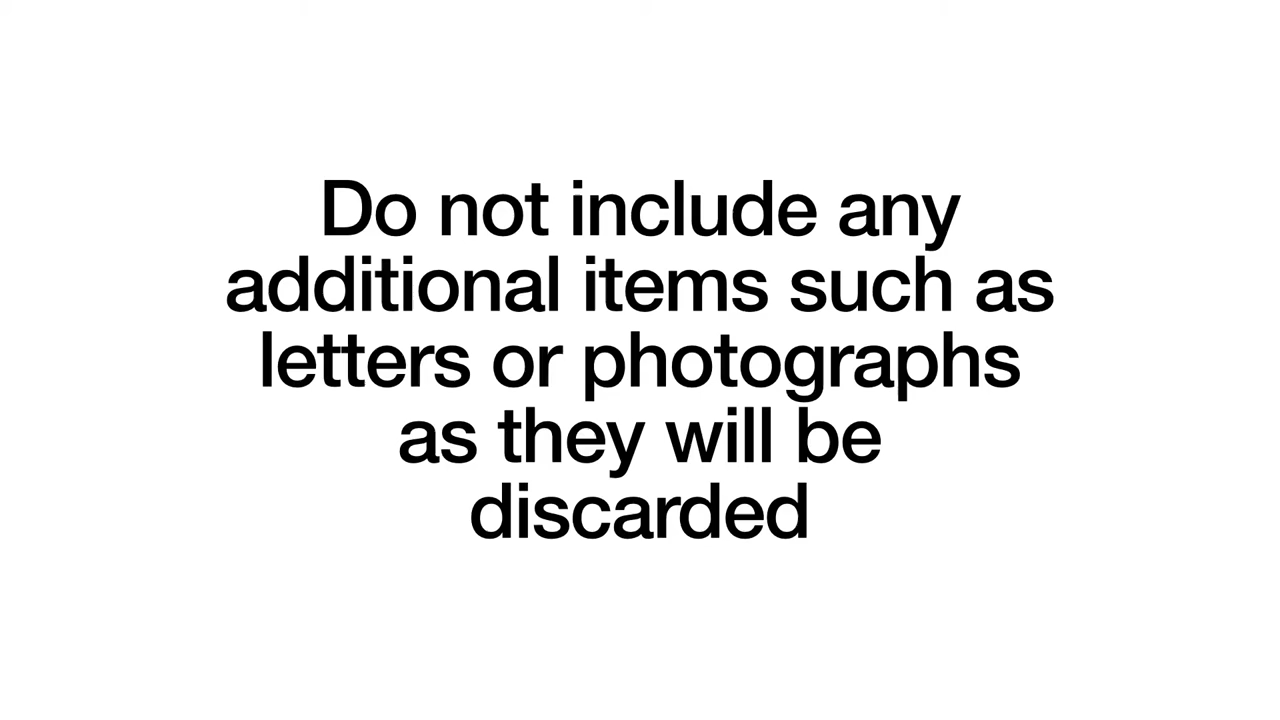 Do not include any
additional items such as
letters or photographs
as they will be
discarded